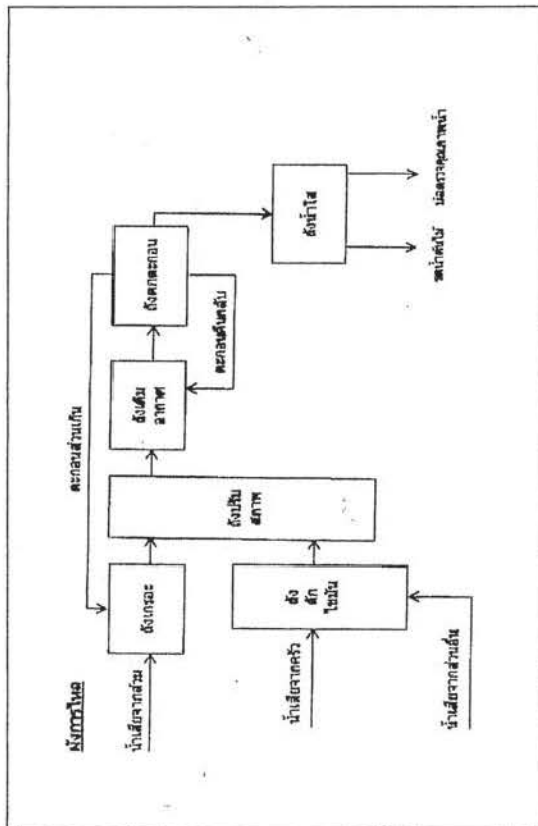 ผังการไหล
น้ำเสียจากส้วม
ถังเกรอะ
ตะกอนส่วนเกิน
น้ำเสียจากครัว
น้ำเสียจากส่วนอื่น
ถัง
ดัก
ไขมัน
ถังปรับ
สภาพ
ถังเติม
อากาศ
ถังตกตะกอน
ตะกอนคืนกลับ
ถังน้ำใส
รดน้ำต้นไม้
บ่อตรวจคุณภาพน้ำ